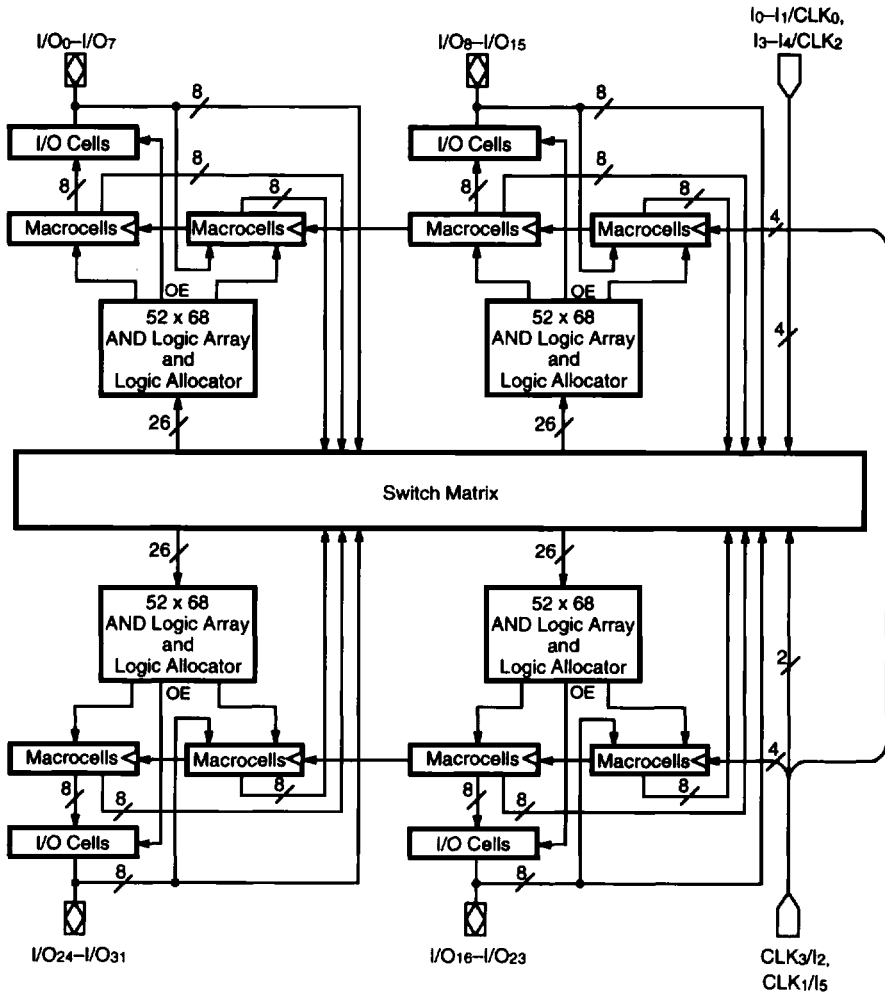 I/O0–I/O7
I/O8–I/O15
I0–I1/CLK0,
I3–I4/CLK2
8
8
I/O Cells
I/O Cells
8
8
8
8
8
8
Macrocells
Macrocells
Macrocells
Macrocells
4
OE
OE
52 x 68
AND Logic Array
and
Logic Allocator
52 x 68
AND Logic Array
and
Logic Allocator
4
26
26
Switch Matrix
26
26
52 x 68
AND Logic Array
and
Logic Allocator
52 x 68
AND Logic Array
and
Logic Allocator
2
OE
OE
Macrocells
Macrocells
Macrocells
Macrocells
4
8
8
8
8
8
8
I/O Cells
I/O Cells
8
8
I/O24–I/O31
I/O16–I/O23
CLK3/I2,
CLK1/I5